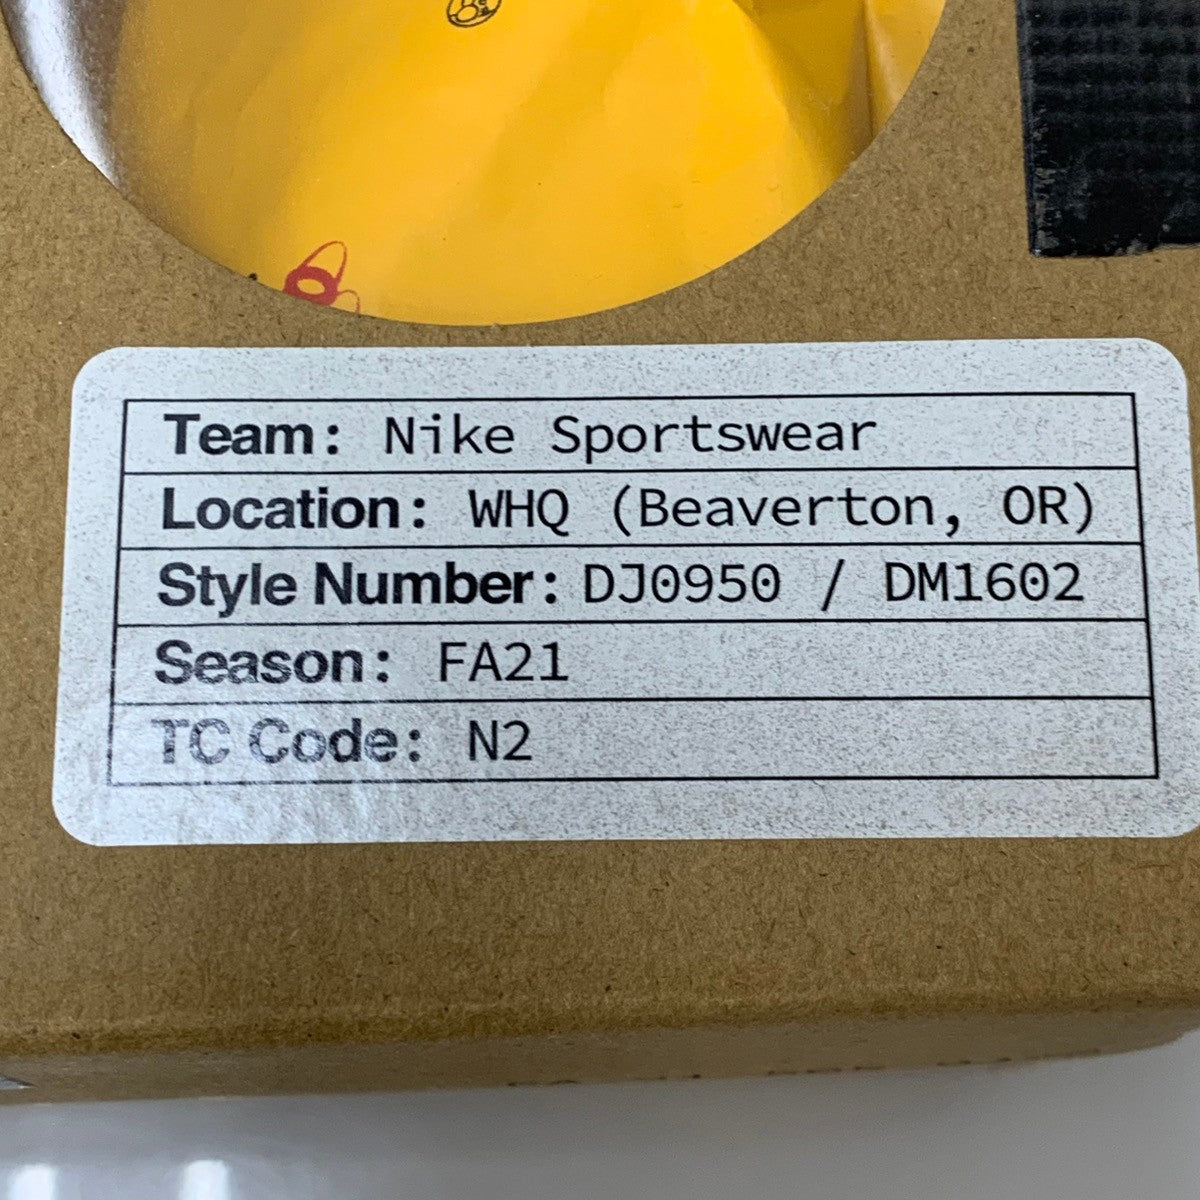 Team: Nike Sportswear
Location: WHQ (Beaverton, OR)
Style Number: DJ0950 / DM1602
Season: FA21
TC Code: N2